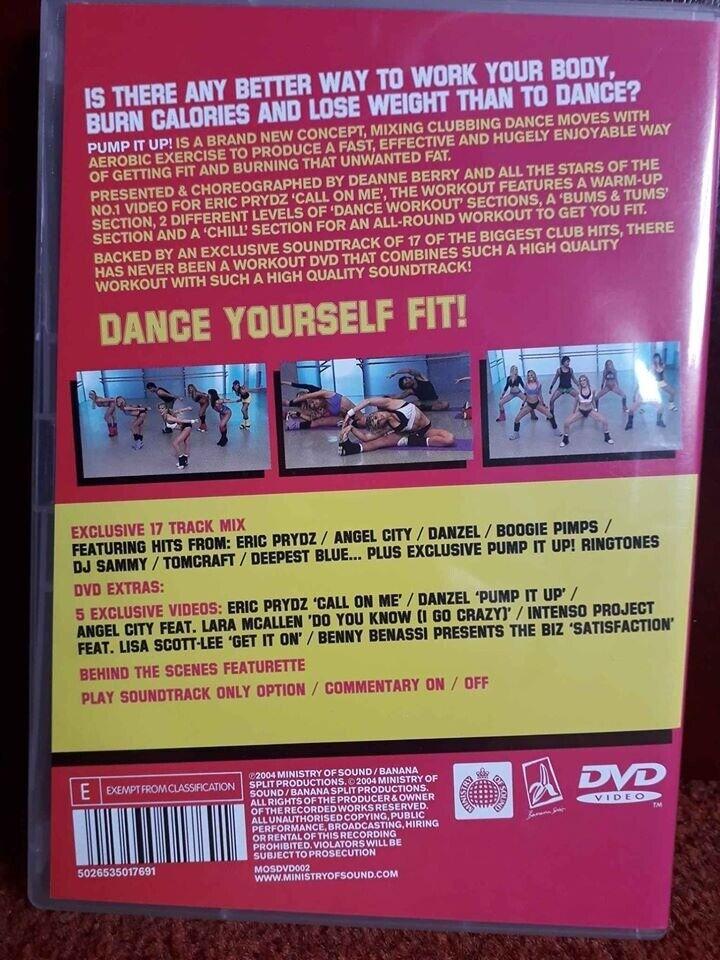 IS THERE ANY BETTER WAY TO WORK YOUR BODY,
BURN CALORIES AND LOSE WEIGHT THAN TO DANCE?
PUMP IT UP! IS A BRAND NEW CONCEPT, MIXING CLUBBING DANCE MOVES WITH
AEROBIC EXERCISE TO PRODUCE A FAST, EFFECTIVE AND HUGELY ENJOYABLE WAY
OF GETTING FIT AND BURNING THAT UNWANTED FAT.
PRESENTED & CHOREOGRAPHED BY DEANNE BERRY AND ALL THE STARS OF THE
NO.1 VIDEO FOR ERIC PRYDZ 'CALL ON ME', THE WORKOUT FEATURES A WARM-UP
SECTION, 2 DIFFERENT LEVELS OF 'DANCE WORKOUT' SECTIONS, A 'BUMS & TUMS'
SECTION AND A 'CHILL' SECTION FOR AN ALL-ROUND WORKOUT TO GET YOU FIT.
BACKED BY AN EXCLUSIVE SOUNDTRACK OF 17 OF THE BIGGEST CLUB HITS, THERE
HAS NEVER BEEN A WORKOUT DVD THAT COMBINES SUCH A HIGH QUALITY
WORKOUT WITH SUCH A HIGH QUALITY SOUNDTRACK!
DANCE YOURSELF FIT!
EXCLUSIVE 17 TRACK MIX
FEATURING HITS FROM: ERIC PRYDZ / ANGEL CITY / DANZEL / BOOGIE PIMPS /
DJ SAMMY / TOMCRAFT / DEEPEST BLUE... PLUS EXCLUSIVE PUMP IT UP! RINGTONES
DVD EXTRAS:
5 EXCLUSIVE VIDEOS: ERIC PRYDZ 'CALL ON ME' / DANZEL 'PUMP IT UP' /
ANGEL CITY FEAT. LARA MCALLEN 'DO YOU KNOW (I GO CRAZY)' / INTENSO PROJECT
FEAT. LISA SCOTT-LEE 'GET IT ON' / BENNY BENASSI PRESENTS THE BIZ 'SATISFACTION'
BEHIND THE SCENES FEATURETTE
PLAY SOUNDTRACK ONLY OPTION / COMMENTARY ON / OFF
E EXEMPT FROM CLASSIFICATION
5026535017691
℗2004 MINISTRY OF SOUND / BANANA
SPLIT PRODUCTIONS. © 2004 MINISTRY OF
SOUND / BANANA SPLIT PRODUCTIONS.
ALL RIGHTS OF THE PRODUCER & OWNER
OF THE RECORDED WORKS RESERVED.
ALL UNAUTHORISED COPYING, PUBLIC
PERFORMANCE, BROADCASTING, HIRING
OR RENTAL OF THIS RECORDING
PROHIBITED. VIOLATORS WILL BE
SUBJECT TO PROSECUTION
MOSDVD002
WWW.MINISTRYOFSOUND.COM
MINISTRY OF SOUND
Banana Split
DVD
VIDEO
TM